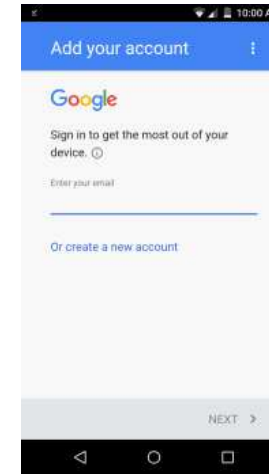 10:00 A
Add your account
Google
Sign in to get the most out of your
device.
Enter your email
Or create a new account
NEXT